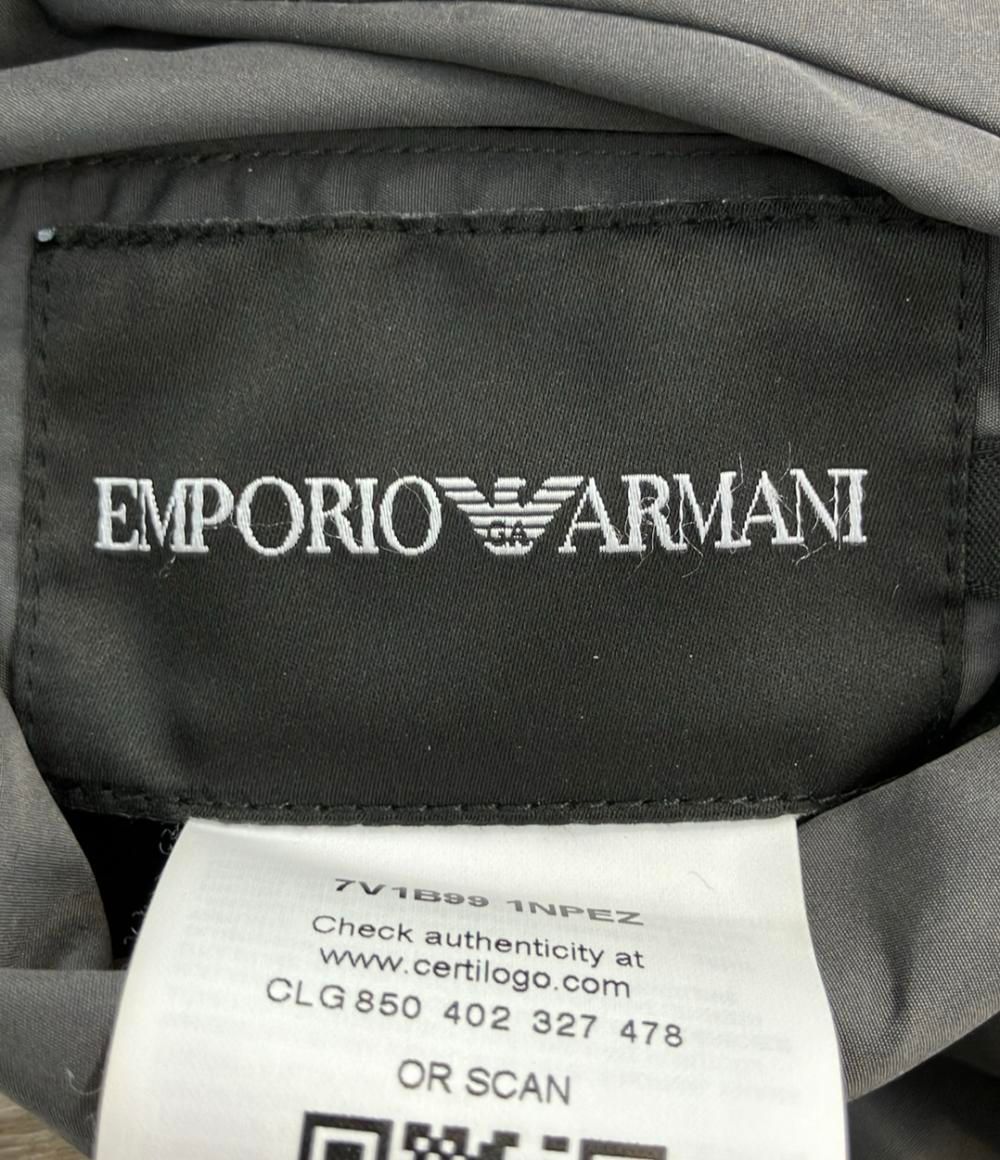 EMPORIO GA ARMANI
7V1B99 1NPEZ
Check authenticity at
www.certilogo.com
CLG 850 402 327 478
OR SCAN